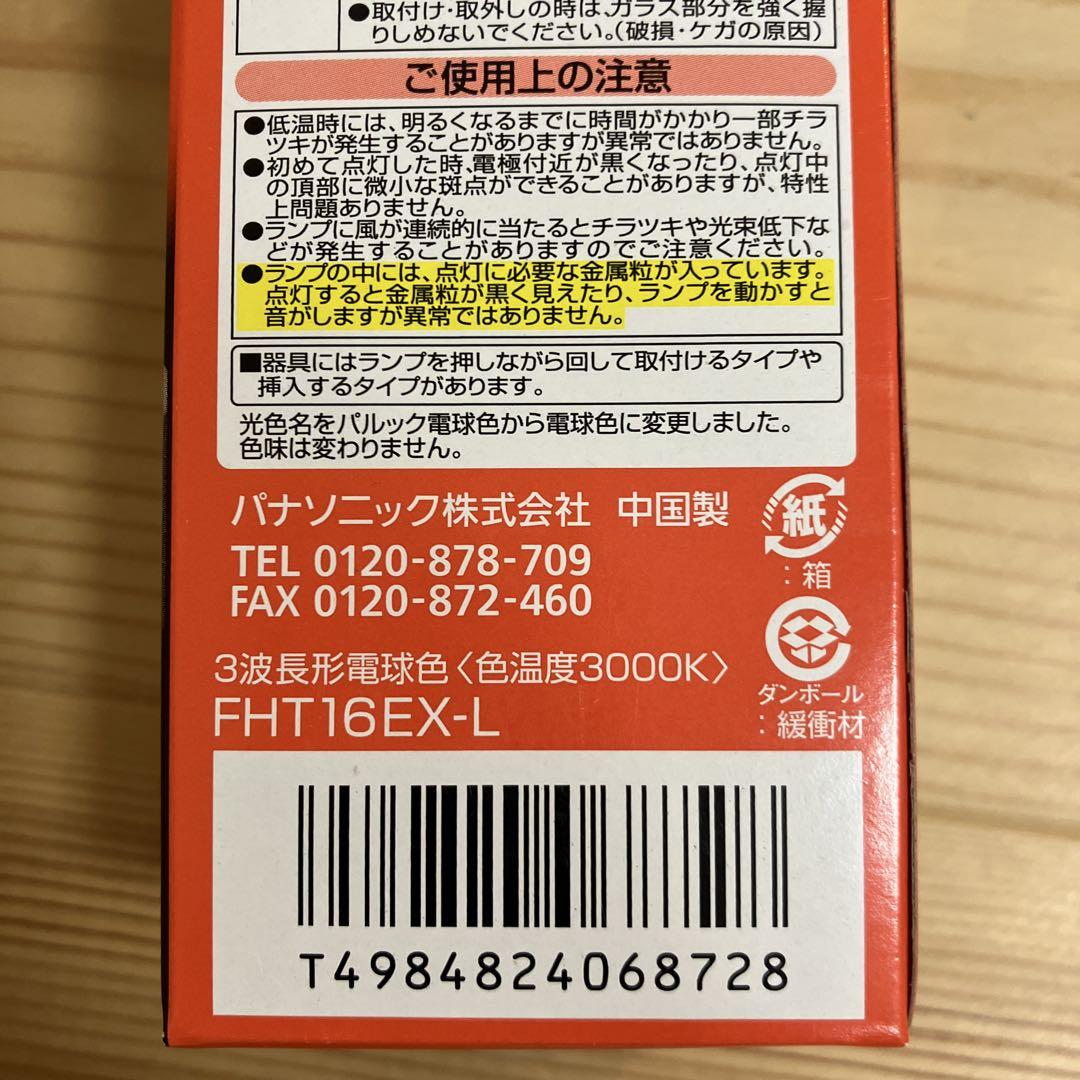 ●取付け・取外しの時は、ガラス部分を強く握
りしめないでください。(破損・ケガの原因)
ご使用上の注意
●低温時には、明るくなるまでに時間がかかり一部チラ
ツキが発生することがありますが異常ではありません。
●初めて点灯した時、電極付近が黒くなったり、点灯中
の頂部に微小な斑点ができることがありますが、特性
上問題ありません。
●ランプに風が連続的に当たるとチラツキや光束低下な
どが発生することがありますのでご注意ください。
●ランプの中には、点灯に必要な金属粒が入っています。
点灯すると金属粒が黒く見えたり、ランプを動かすと
音がしますが異常ではありません。
■器具にはランプを押しながら回して取付けるタイプや
挿入するタイプがあります。
光色名をパルック電球色から電球色に変更しました。
色味は変わりません。
パナソニック株式会社 中国製
TEL 0120-878-709
FAX 0120-872-460
紙
:箱
ダンボール
:緩衝材
3波長形電球色〈色温度3000K〉
FHT16EX-L
T4984824068728